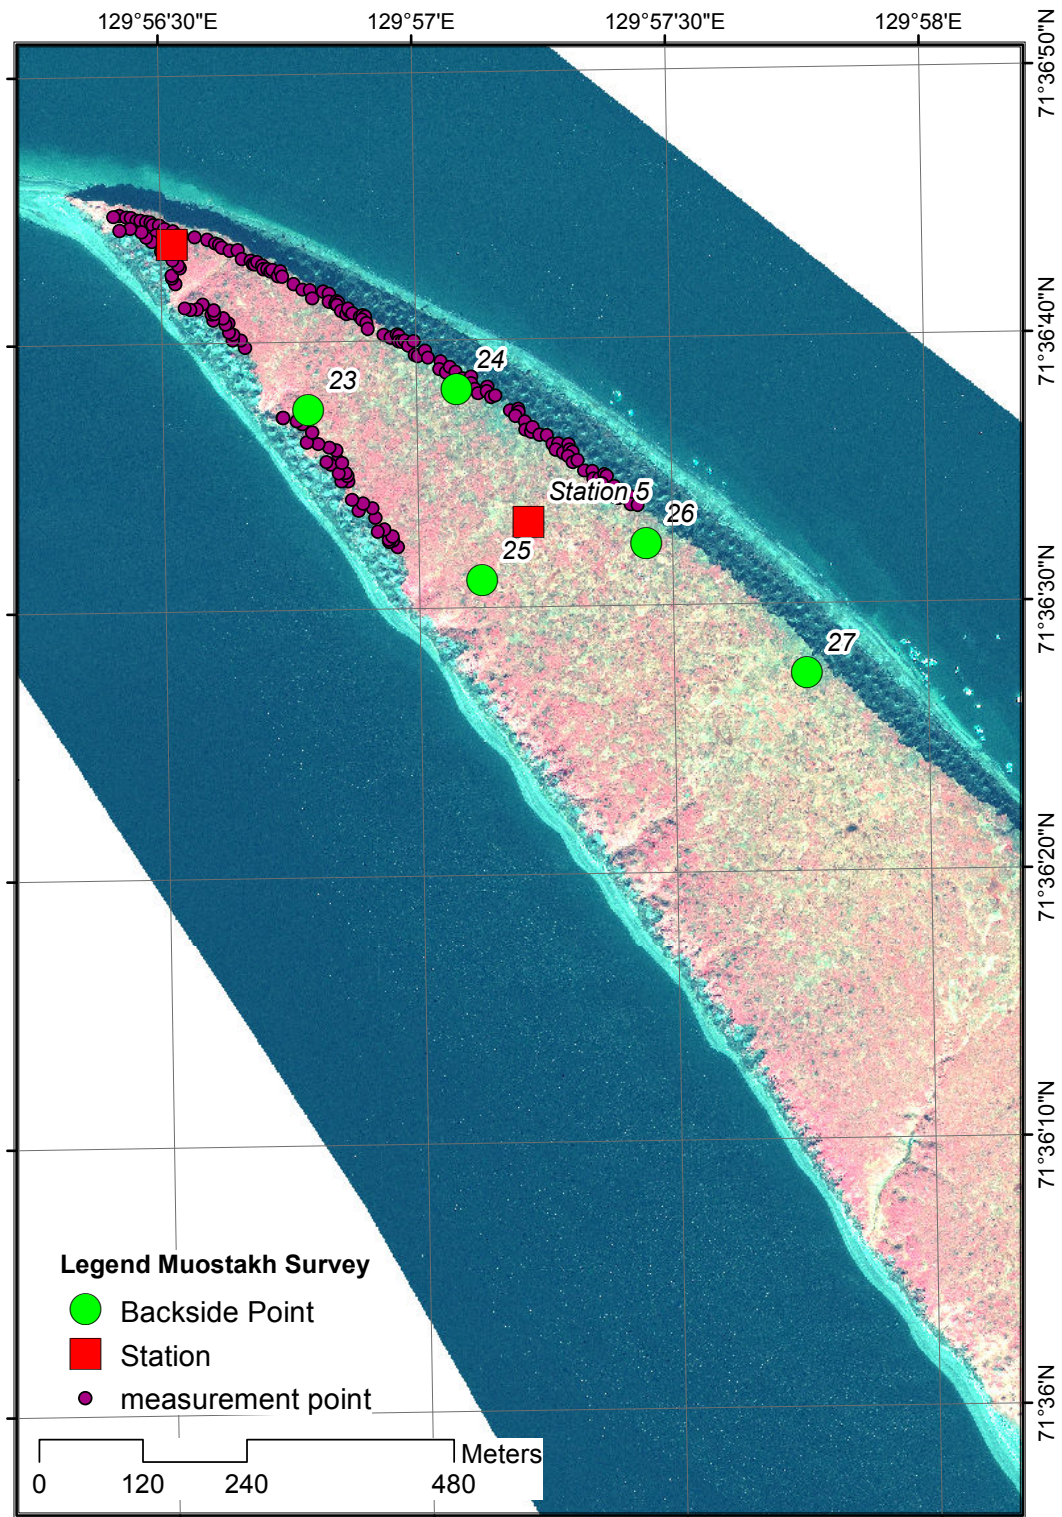 129°56'30"E
129°57'E
129°57'30"E
129°58'E
71°36'50"N
71°36'40"N
24
23
Station 5
26
25
71°36'30"N
27
71°36'20"N
71°36'10"N
Legend Muostakh Survey
Backside Point
Station
measurement point
71°36'N
Meters
0
120
240
480